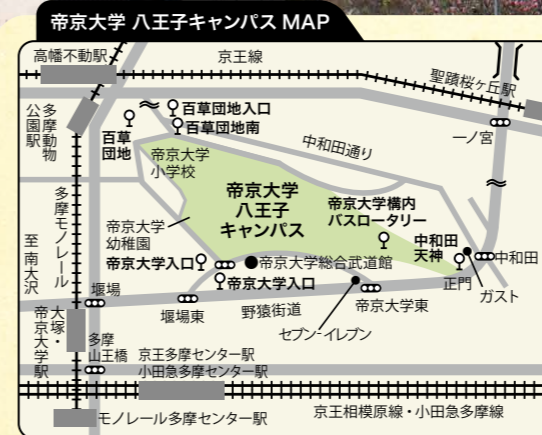 帝京大学 八王子キャンパス MAP
高幡不動駅
京王線
聖蹟桜ヶ丘駅
多摩動物
公園駅
百草
団地
百草団地入口
百草団地南
中和田通り
一ノ宮
帝京大学
小学校
帝京大学
八王子
キャンパス
帝京大学構内
バスロータリー
中和田
天神
中和田
多摩モノレール
至 南大沢
帝京大学
幼稚園
帝京大学入口
帝京大学総合武道館
帝京大学入口
正門
ガスト
堰場
堰場東
野猿街道
帝京大学東
セブン-イレブン
大塚・
帝京大学駅
多摩
山王橋
京王多摩センター駅
小田急多摩センター駅
モノレール多摩センター駅
京王相模原線・小田急多摩線